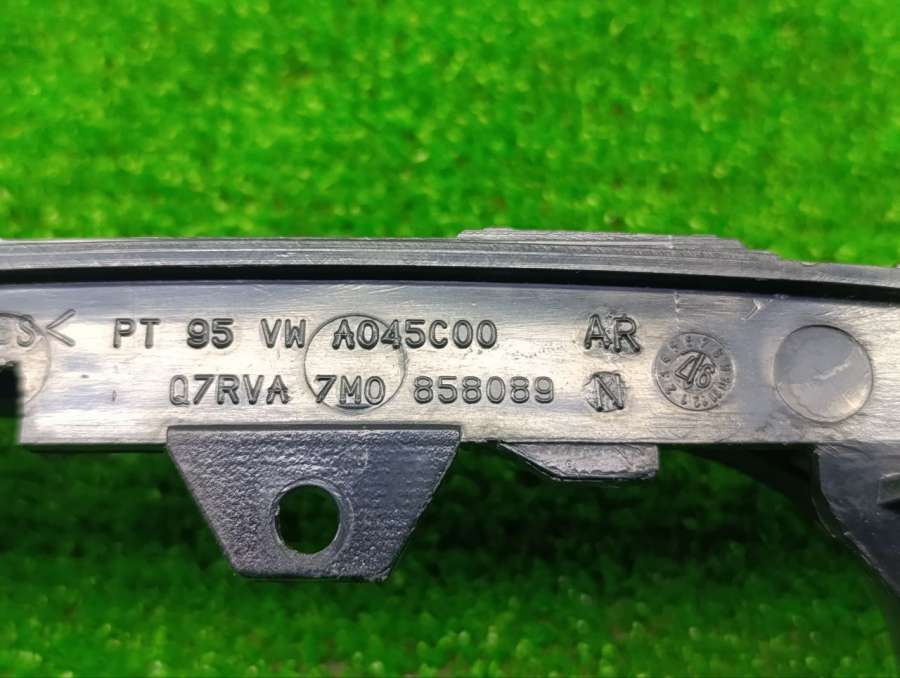 S< PT 95 VW A045C00 AR
Q7RVA 7M0 858089 N